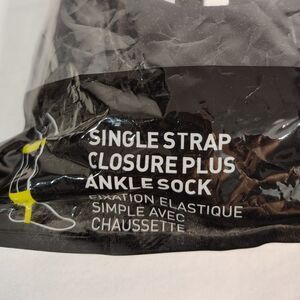 SINGLE STRAP
CLOSURE PLUS
ANKLE SOCK
FIXATION ELASTIQUE
SIMPLE AVEC
CHAUSSETTE